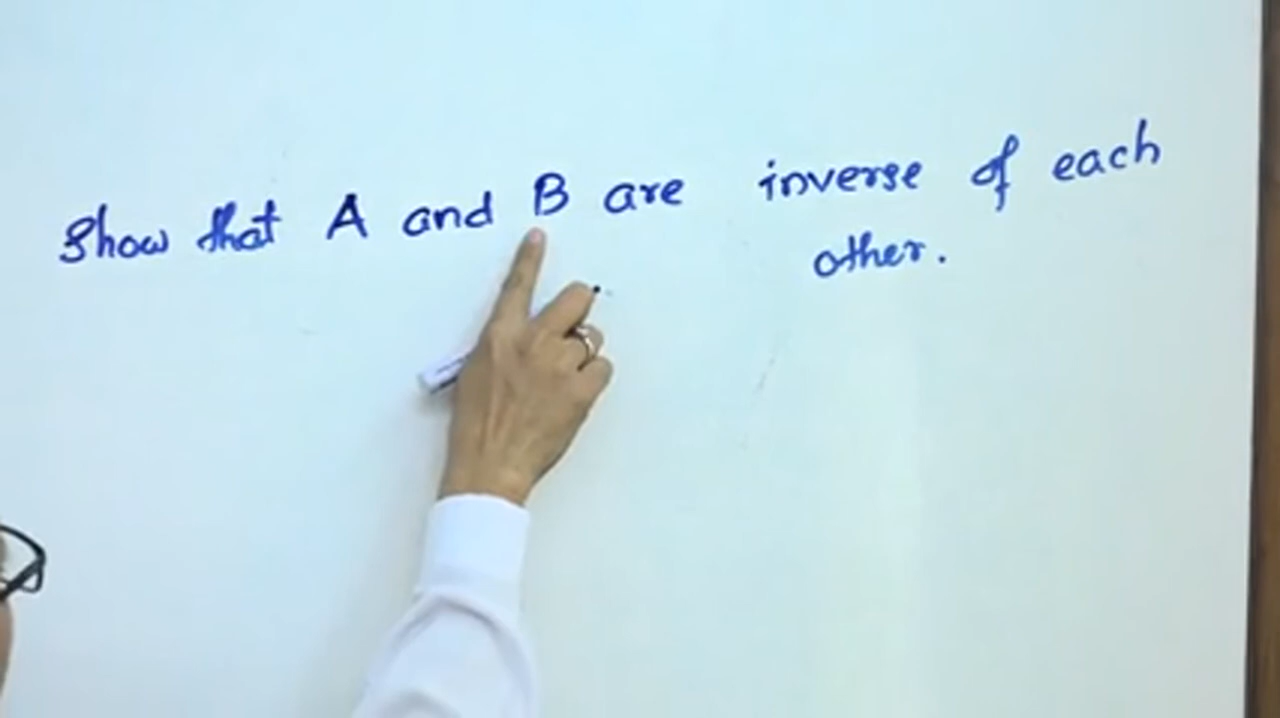 Show that A and B are inverse of each
other.